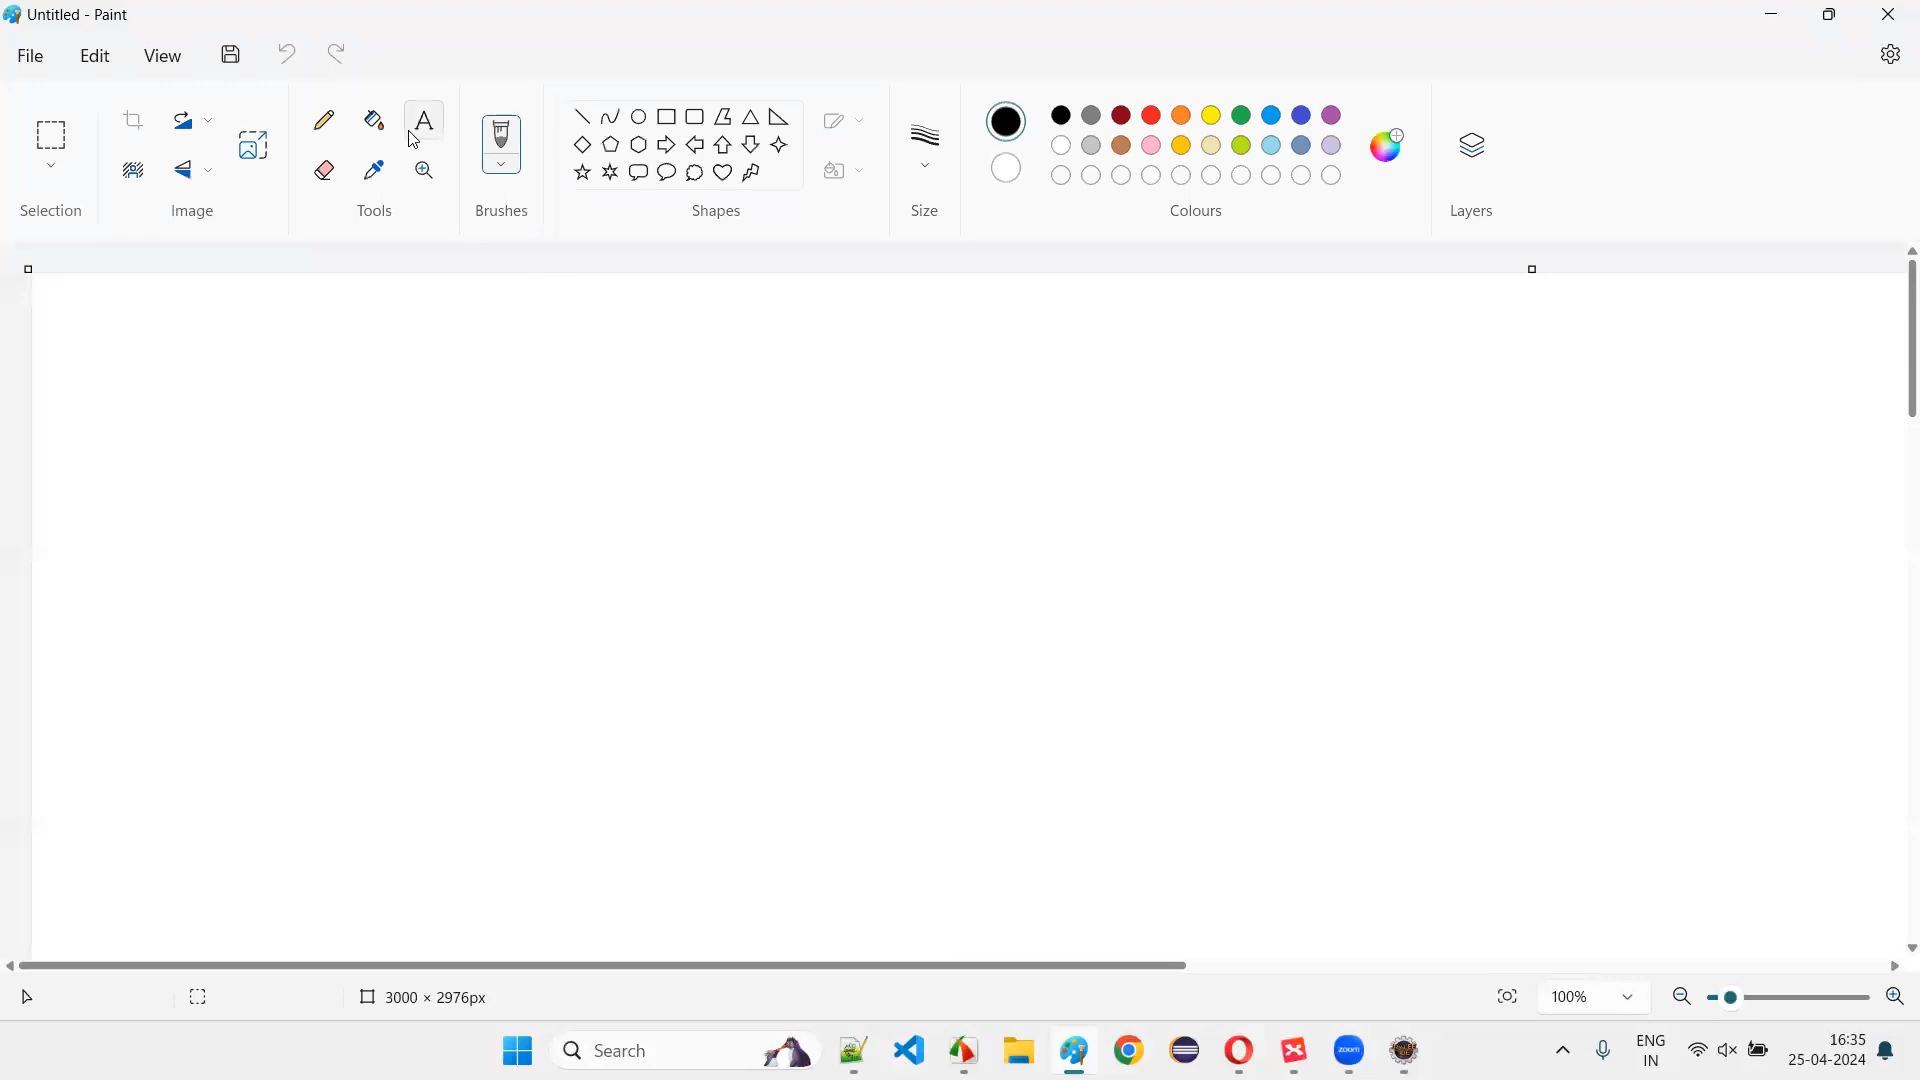 Untitled - Paint
File Edit View
Selection Image Tools Brushes Shapes Size Colours Layers
3000 × 2976px
100%
Search
zoom
ENG
IN
16:35
25-04-2024